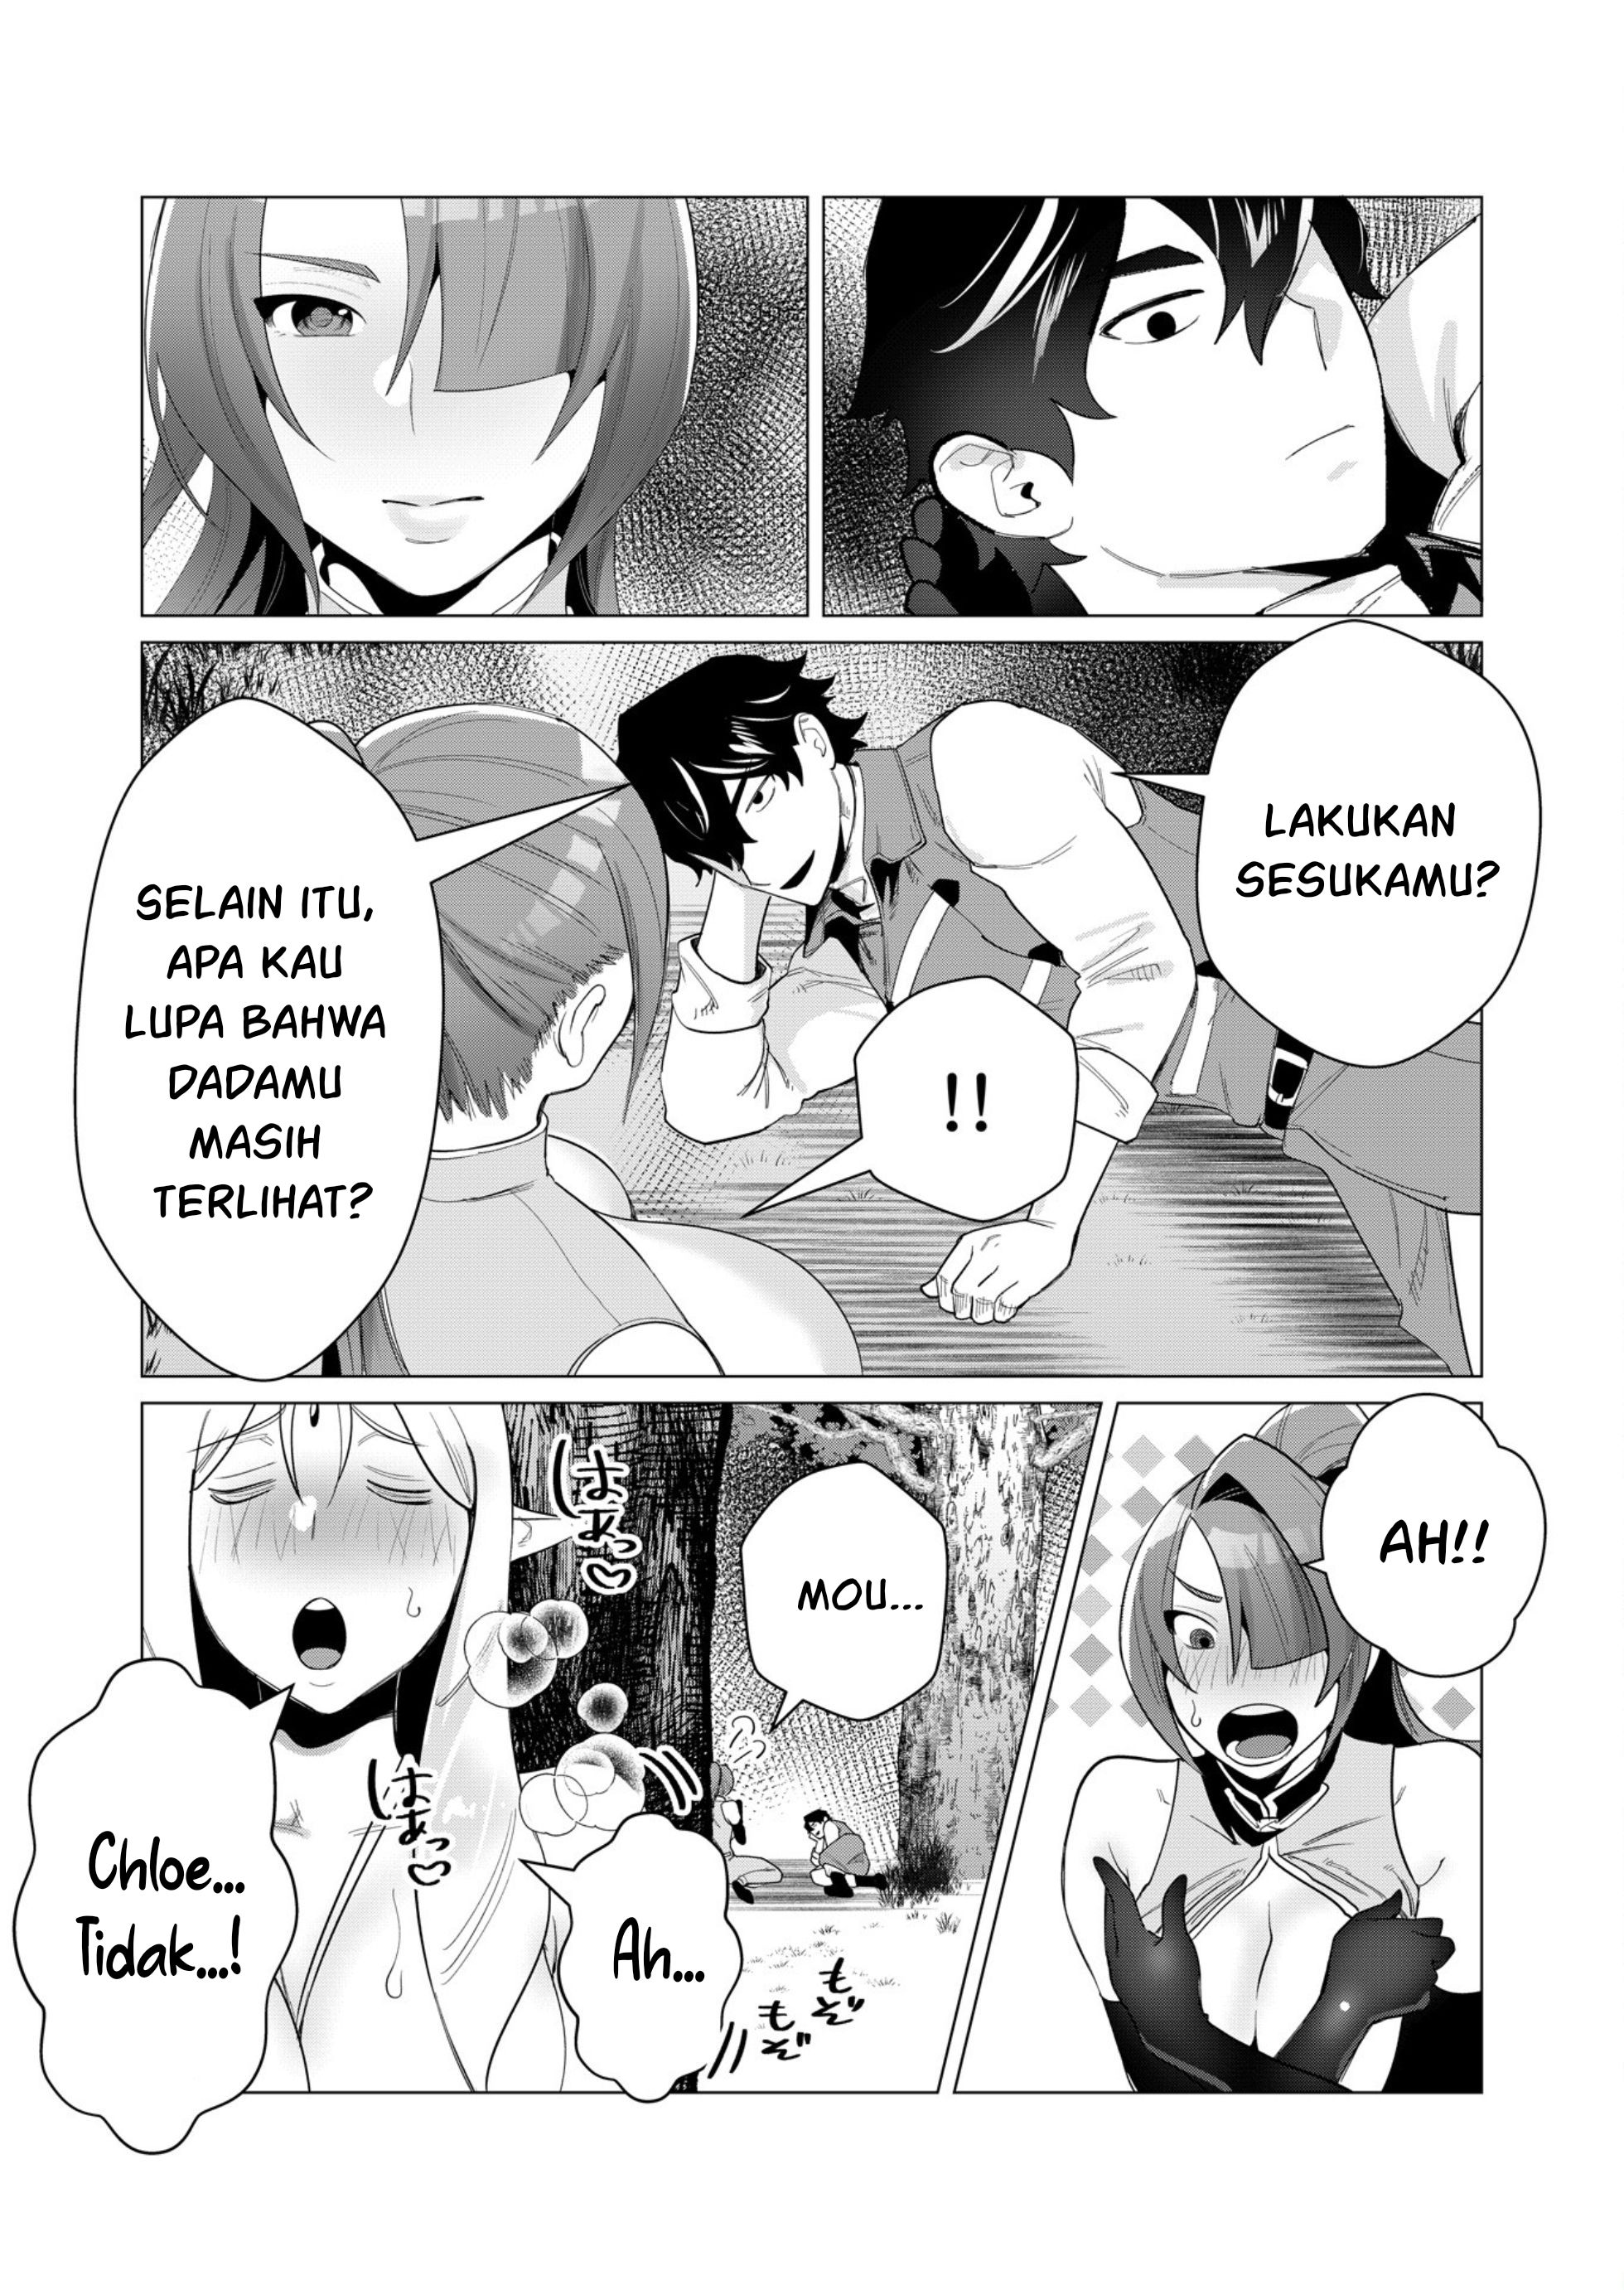 LAKUKAN
SESUKAMU?
!!
SELAIN ITU,
APA KAU
LUPA BAHWA
DADAMU
MASIH
TERLIHAT?
AH!!
MOU...
もぞ
もぞ
はぁっ♡
Ah...
はぁっ♡
Chloe...
Tidak...!